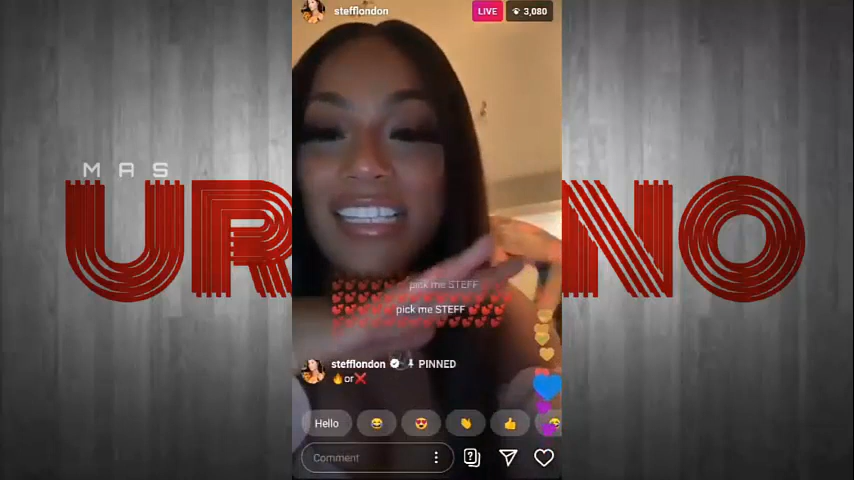 stefflondon
LIVE
3,080
MAS
UR NO
pick me STEFF
pick me STEFF
stefflondon PINNED
🔥or❌
Hello
Comment